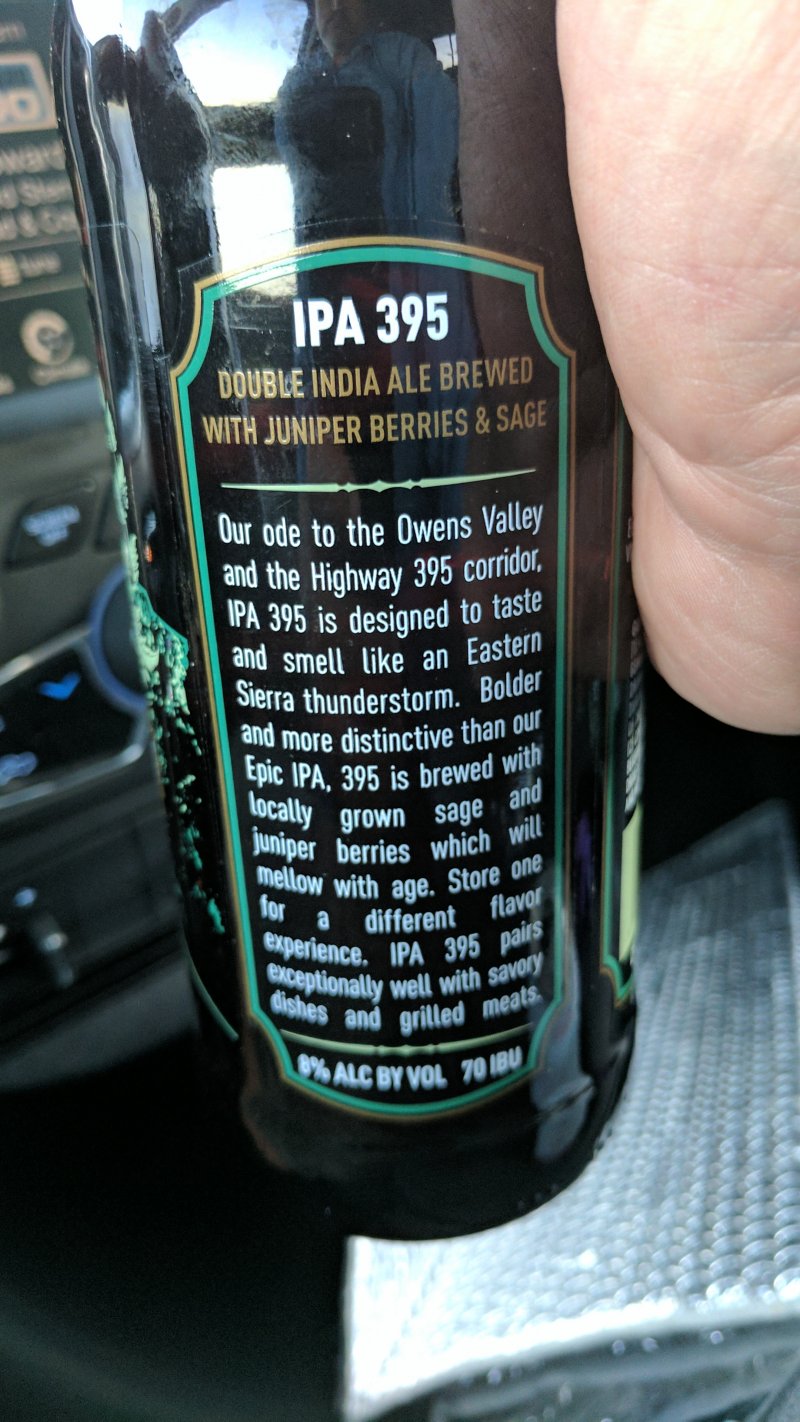 IPA 395
DOUBLE INDIA ALE BREWED
WITH JUNIPER BERRIES & SAGE
Our ode to the Owens Valley
and the Highway 395 corridor,
IPA 395 is designed to taste
and smell like an Eastern
Sierra thunderstorm. Bolder
and more distinctive than our
Epic IPA, 395 is brewed with
locally grown sage and
juniper berries which will
mellow with age. Store one
for a different flavor
experience. IPA 395 pairs
exceptionally well with savory
dishes and grilled meats.
8% ALC BY VOL 70 IBU